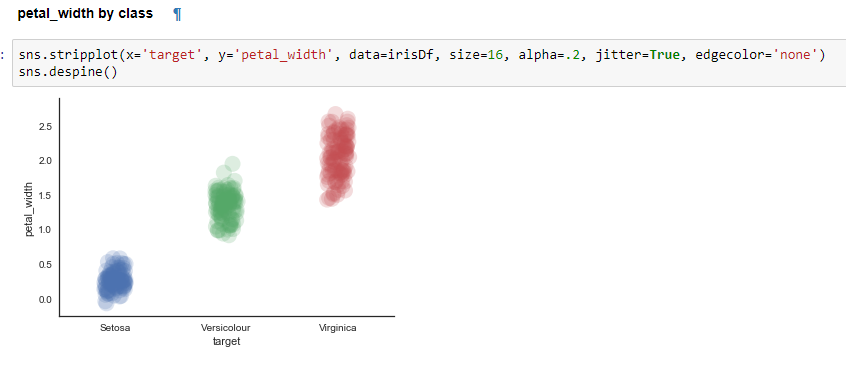 petal_width by class ¶
: sns.stripplot(x='target', y='petal_width', data=irisDf, size=16, alpha=.2, jitter=True, edgecolor='none')
sns.despine()
2.5
2.0
1.5
1.0
0.5
0.0
petal_width
Setosa Versicolour Virginica
target